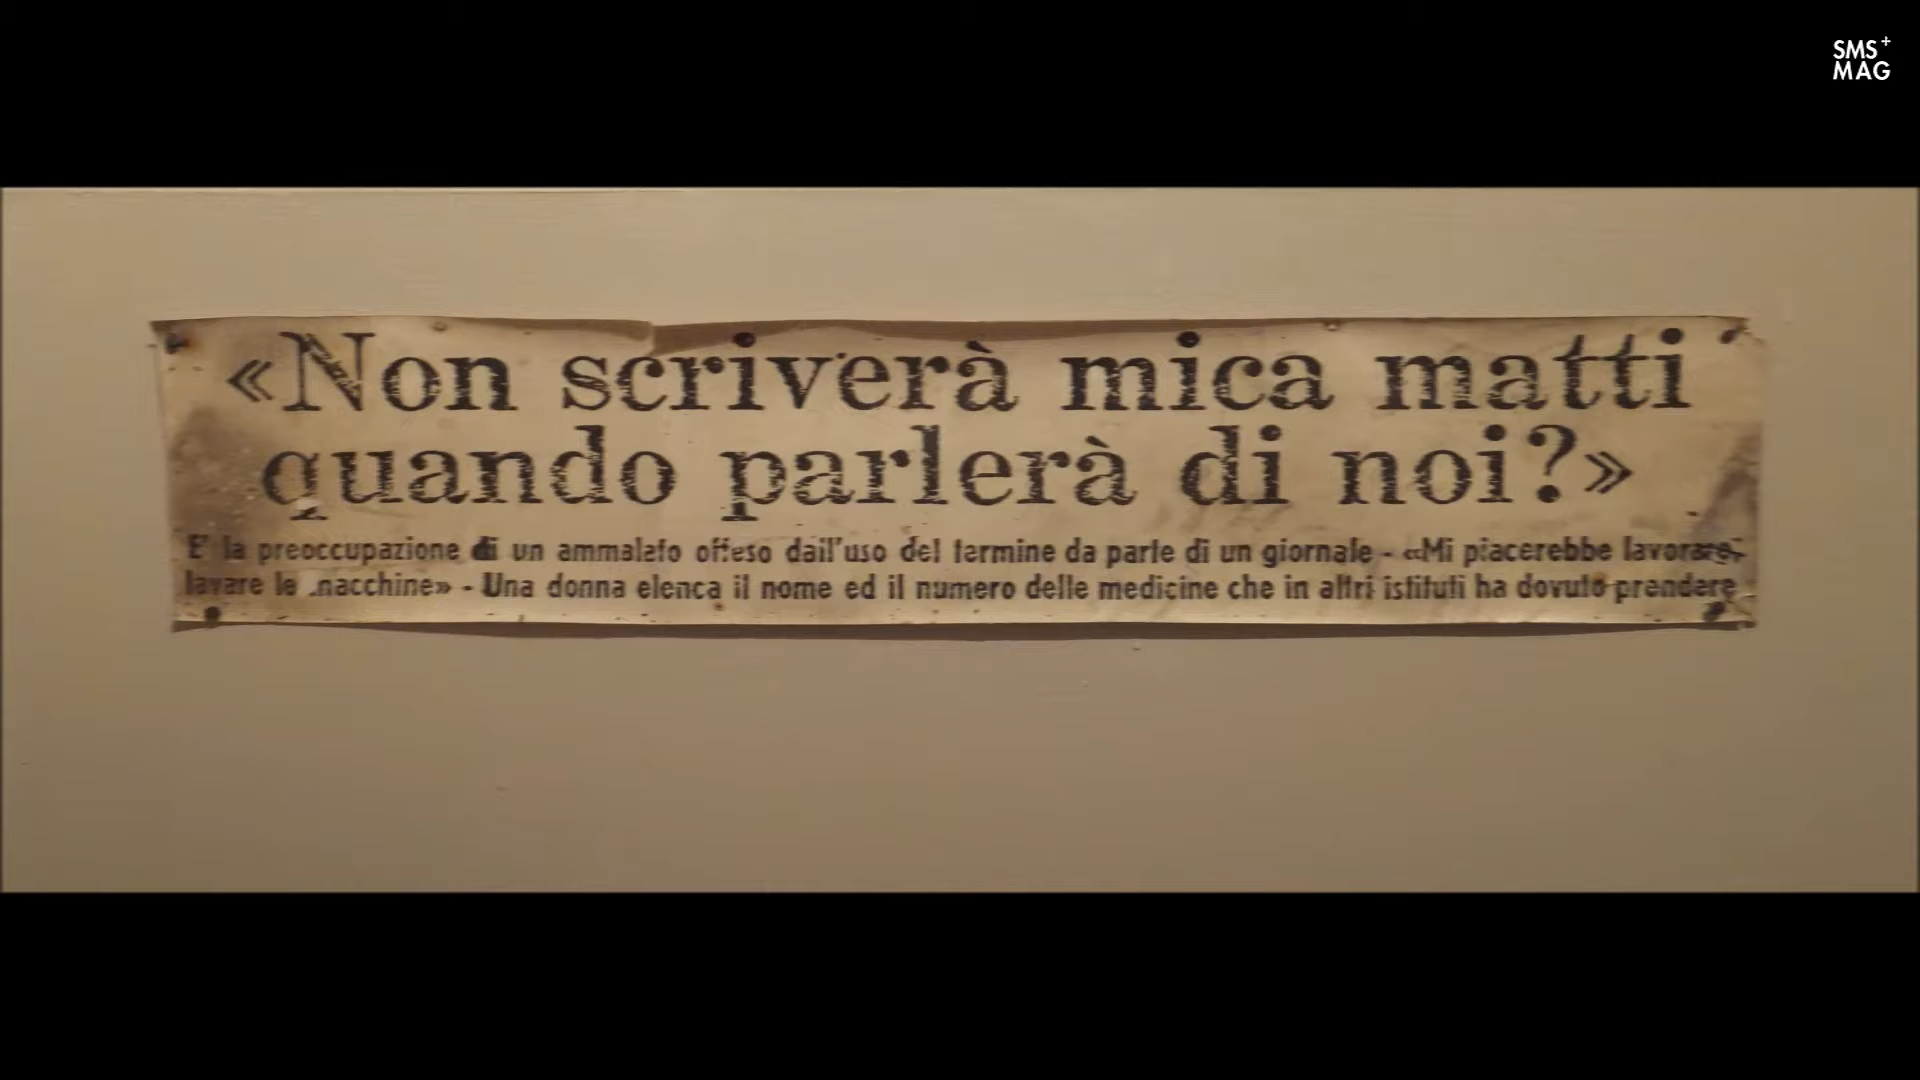 SMS+
MAG
«Non scriverà mica matti
quando parlerà di noi?»
E' la preoccupazione di un ammalato offeso dall'uso del termine da parte di un giornale - «Mi piacerebbe lavorare,
lavare le macchine» - Una donna elenca il nome ed il numero delle medicine che in altri istituti ha dovuto prendere